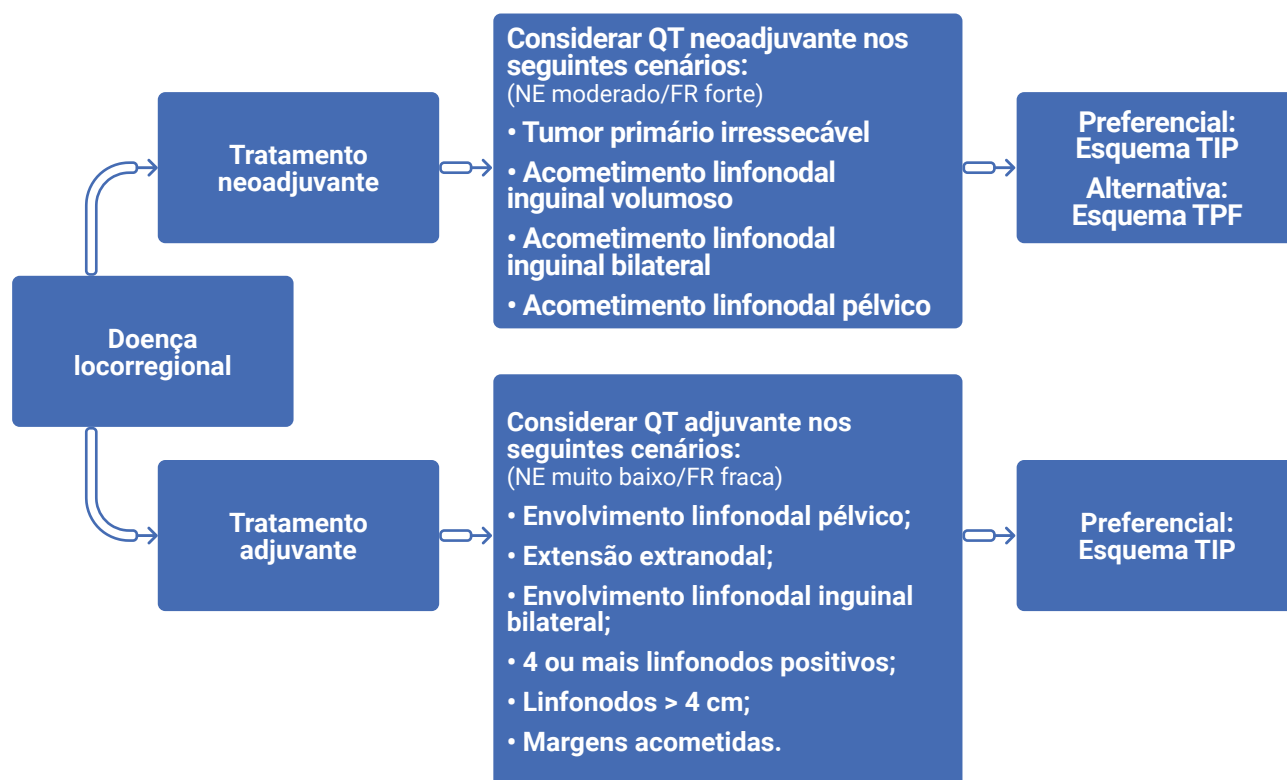 Doença
locorregional
Tratamento
neoadjuvante
Considerar QT neoadjuvante nos
seguintes cenários:
(NE moderado/FR forte)
• Tumor primário irressecável
• Acometimento linfonodal
inguinal volumoso
• Acometimento linfonodal
inguinal bilateral
• Acometimento linfonodal pélvico
Preferencial:
Esquema TIP
Alternativa:
Esquema TPF
Tratamento
adjuvante
Considerar QT adjuvante nos
seguintes cenários:
(NE muito baixo/FR fraca)
• Envolvimento linfonodal pélvico;
• Extensão extranodal;
• Envolvimento linfonodal inguinal
bilateral;
• 4 ou mais linfonodos positivos;
• Linfonodos > 4 cm;
• Margens acometidas.
Preferencial:
Esquema TIP